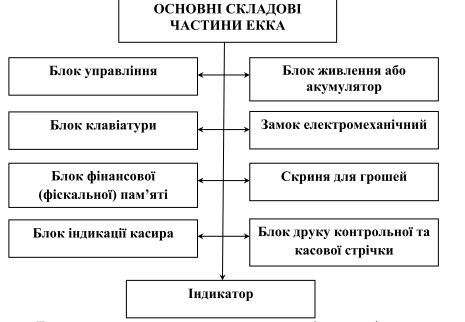 ОСНОВНІ СКЛАДОВІ
ЧАСТИНИ ЕККА
Блок управління
Блок живлення або
акумулятор
Блок клавіатури
Замок електромеханічний
Блок фінансової
(фіскальної) пам’яті
Скриня для грошей
Блок індикації касира
Блок друку контрольної та
касової стрічки
Індикатор